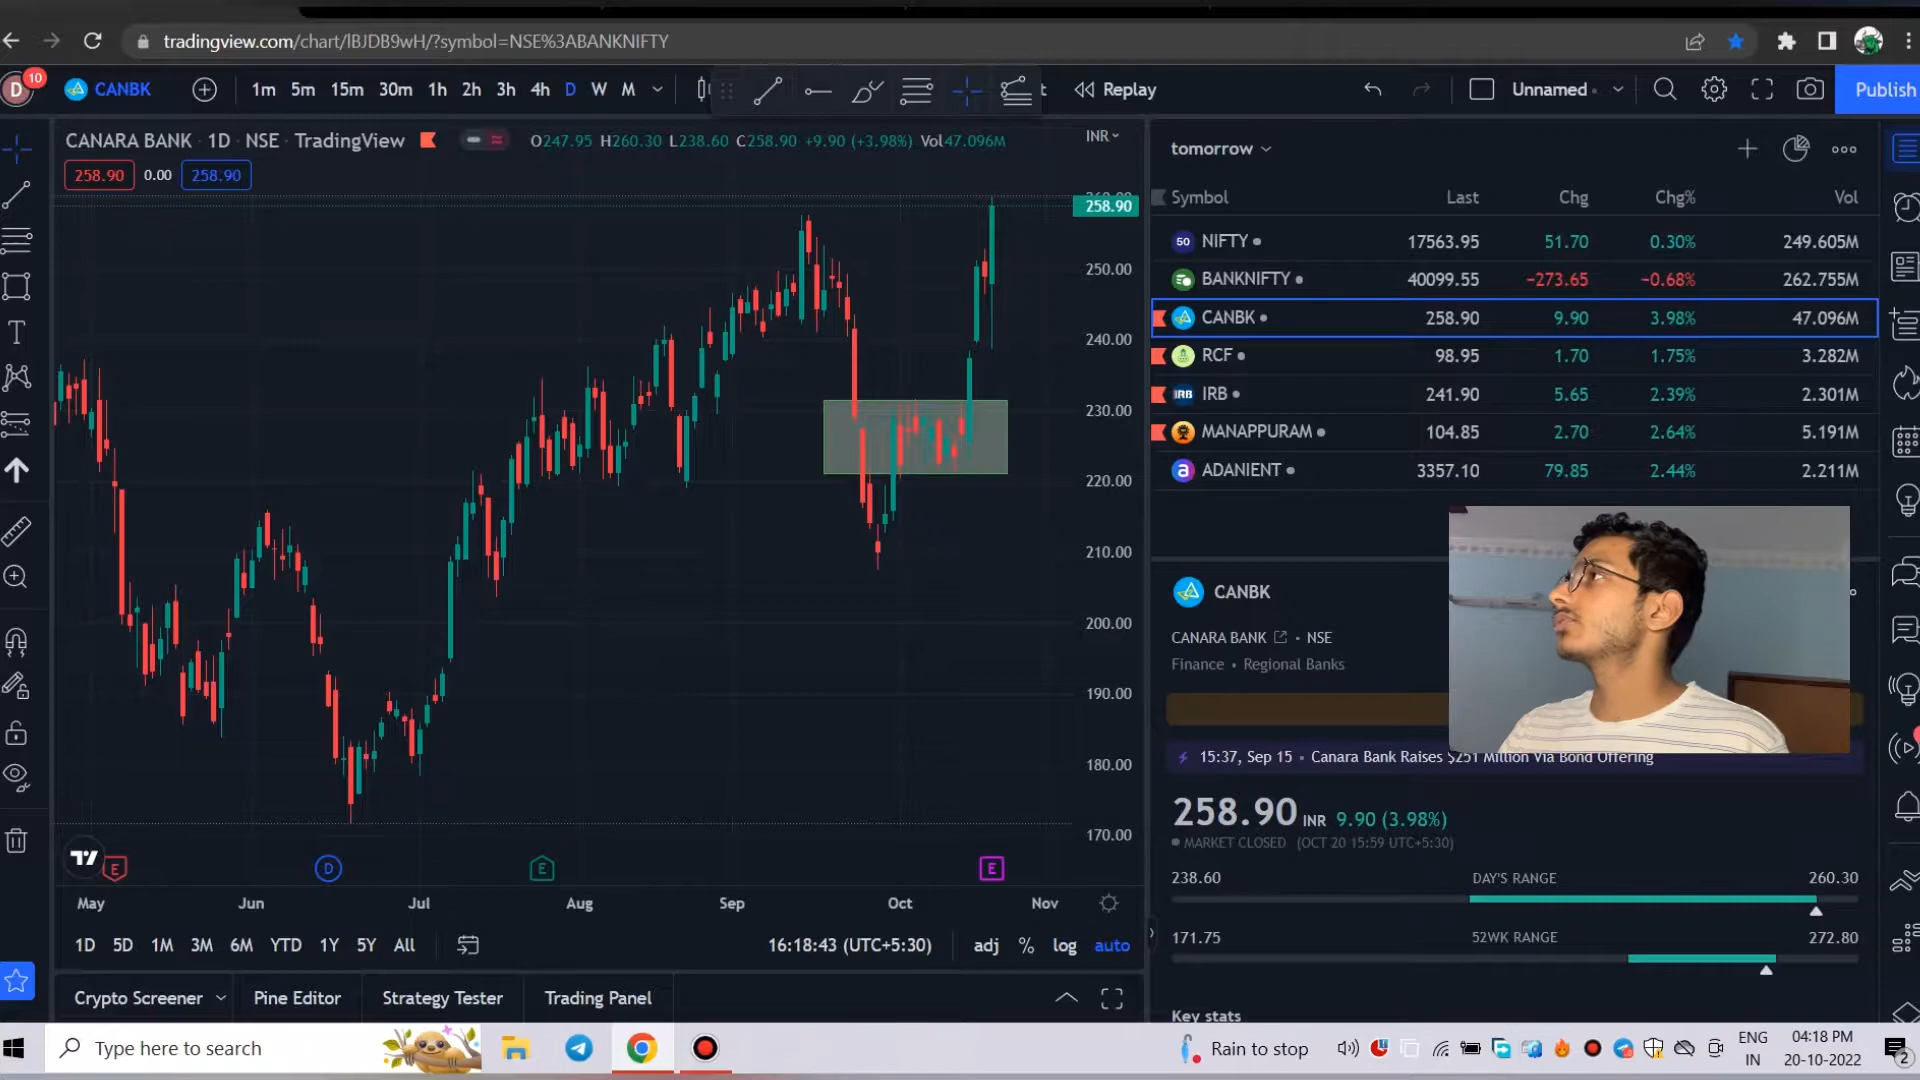 tradingview.com/chart/lBJDB9wH/?symbol=NSE%3ABANKNIFTY
D 10 CANBK 1m 5m 15m 30m 1h 2h 3h 4h D W M Replay Unnamed Publish
CANARA BANK · 1D · NSE · TradingView O247.95 H260.30 L238.60 C258.90 +9.90 (+3.98%) Vol47.096M INR
258.90 0.00 258.90
258.90
250.00
240.00
230.00
220.00
210.00
200.00
190.00
180.00
170.00
E D E E
May Jun Jul Aug Sep Oct Nov
1D 5D 1M 3M 6M YTD 1Y 5Y All 16:18:43 (UTC+5:30) adj % log auto
Crypto Screener Pine Editor Strategy Tester Trading Panel
tomorrow
Symbol Last Chg Chg% Vol
50 NIFTY 17563.95 51.70 0.30% 249.605M
BANKNIFTY 40099.55 −273.65 −0.68% 262.755M
CANBK 258.90 9.90 3.98% 47.096M
RCF 98.95 1.70 1.75% 3.282M
IRB IRB 241.90 5.65 2.39% 2.301M
MANAPPURAM 104.85 2.70 2.64% 5.191M
a ADANIENT 3357.10 79.85 2.44% 2.211M
CANBK
CANARA BANK • NSE
Finance • Regional Banks
15:37, Sep 15 • Canara Bank Raises $251 Million Via Bond Offering
258.90 INR 9.90 (3.98%)
MARKET CLOSED (OCT 20 15:59 UTC+5:30)
238.60 DAY'S RANGE 260.30
171.75 52WK RANGE 272.80
Key stats
Type here to search
Rain to stop
ENG
IN
04:18 PM
20-10-2022
2